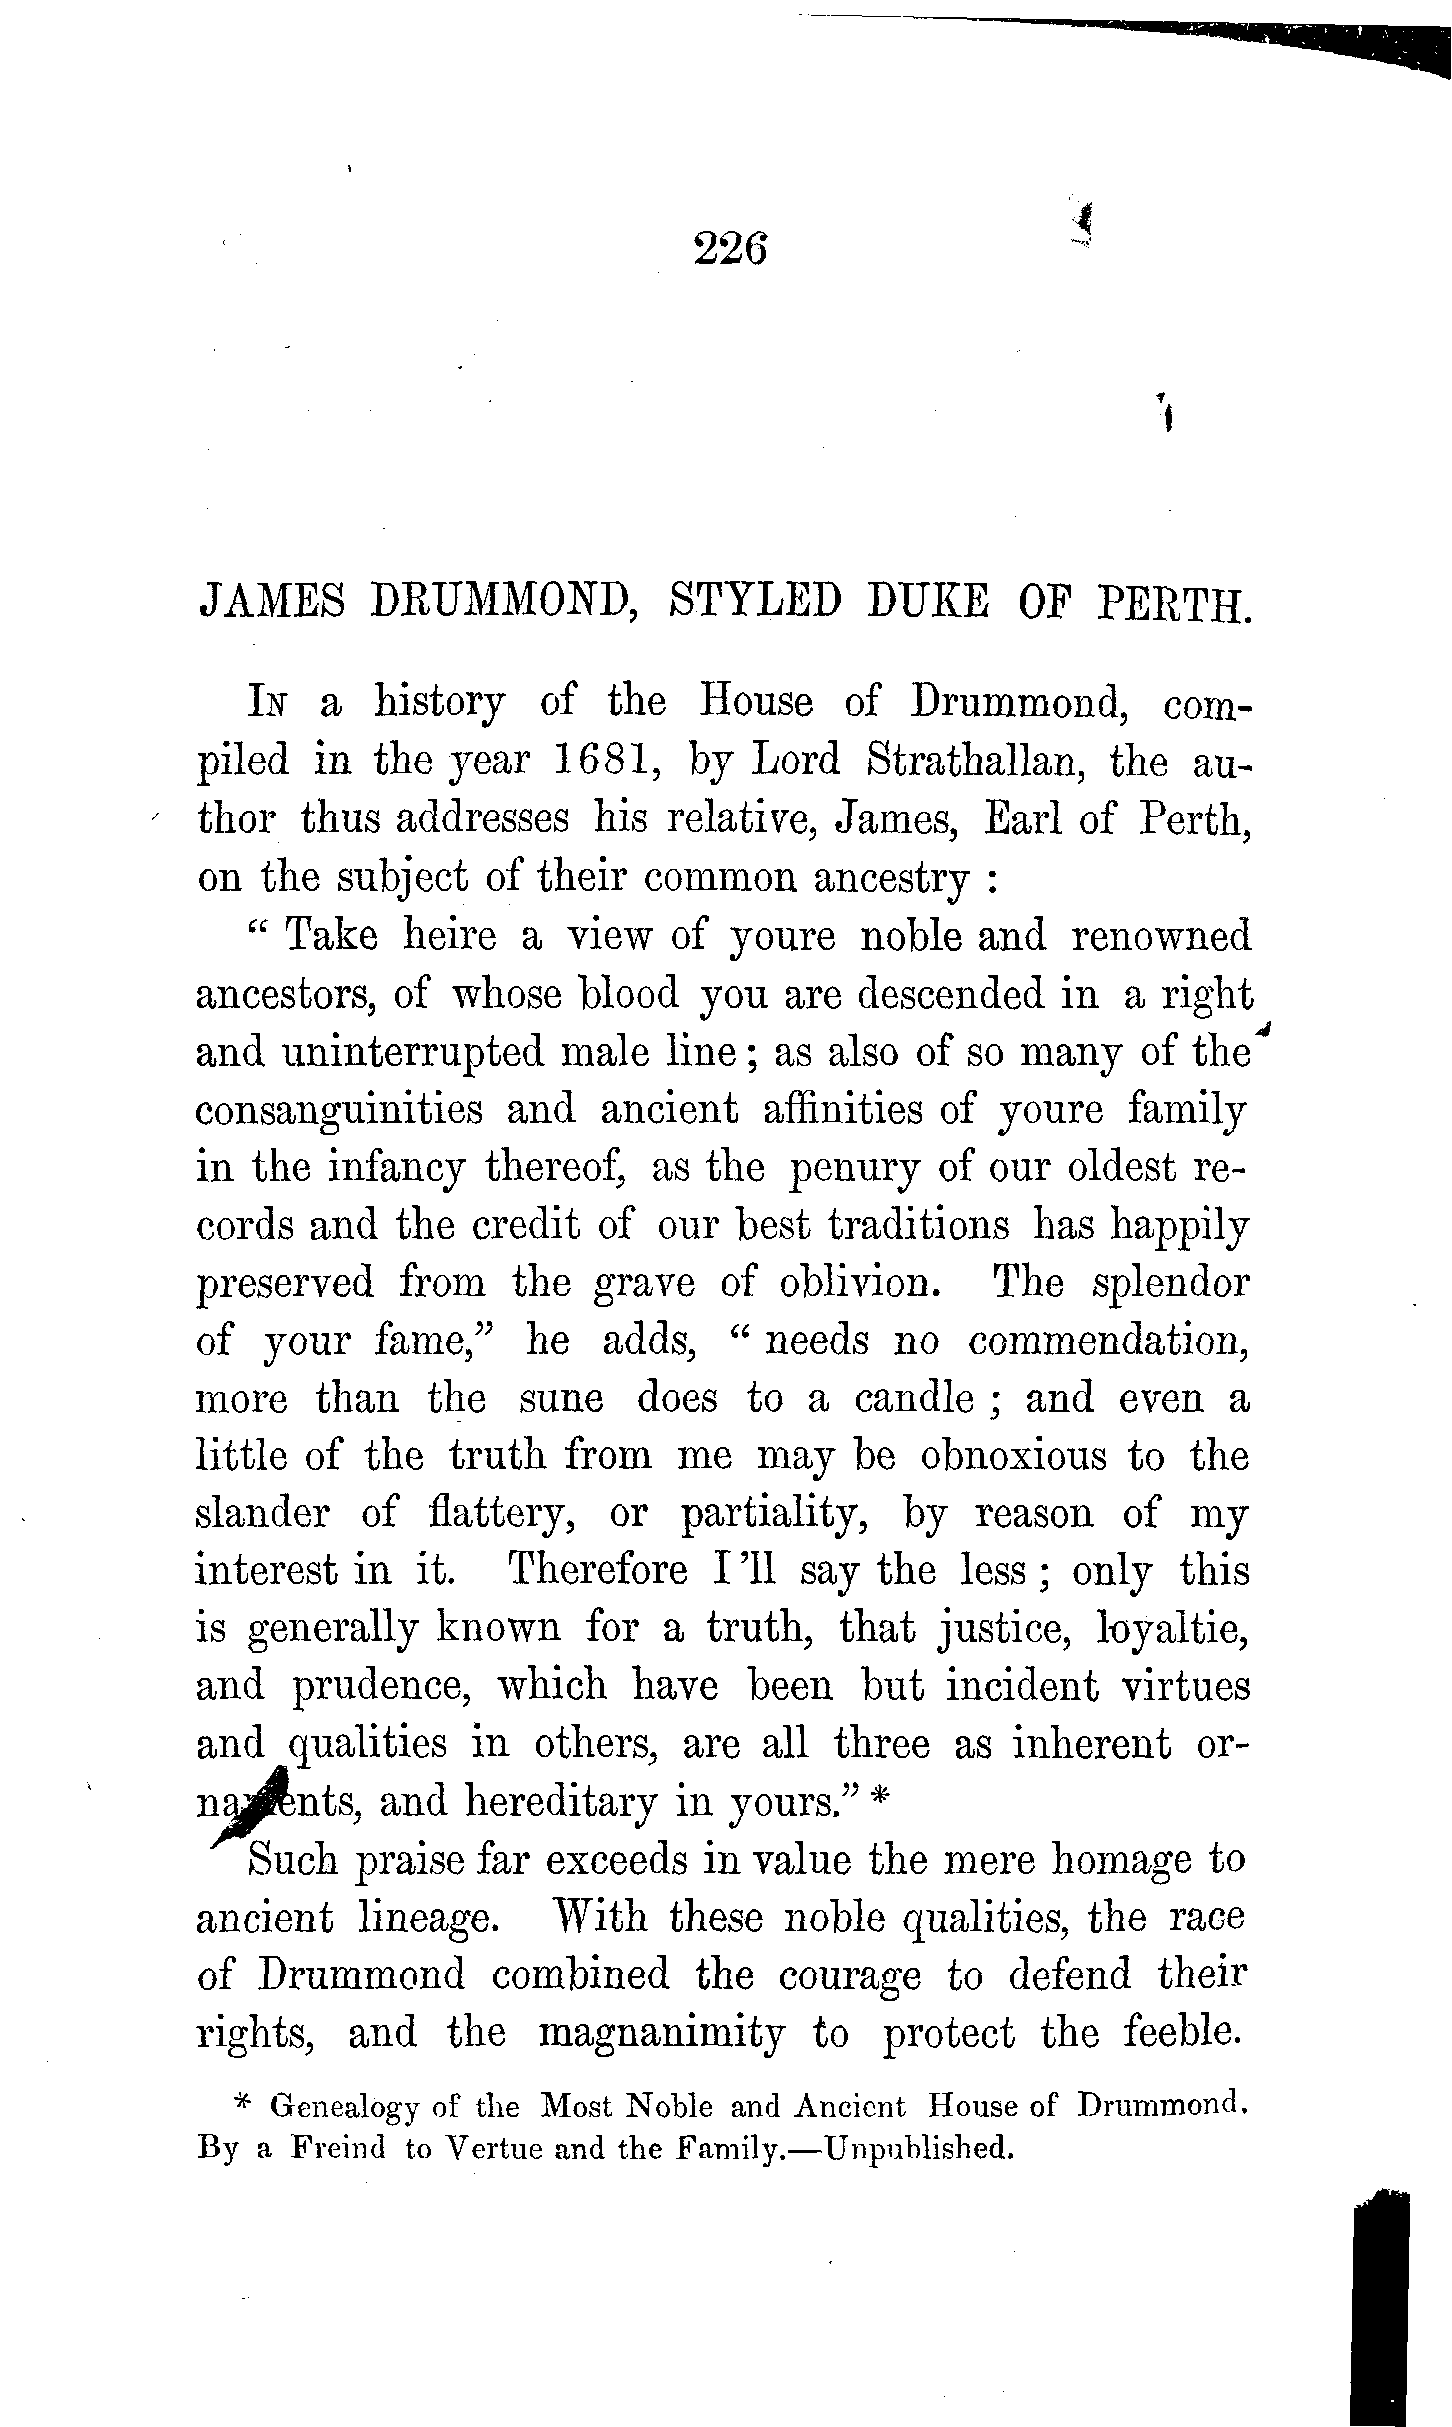 226
JAMES DRUMMOND, STYLED DUKE OF PERTH.
IN a history of the House of Drummond, com-
piled in the year 1681, by Lord Strathallan, the au-
thor thus addresses his relative, James, Earl of Perth,
on the subject of their common ancestry :
“ Take heire a view of youre noble and renowned
ancestors, of whose blood you are descended in a right
and uninterrupted male line ; as also of so many of the
consanguinities and ancient affinities of youre family
in the infancy thereof, as the penury of our oldest re-
cords and the credit of our best traditions has happily
preserved from the grave of oblivion. The splendor
of your fame,” he adds, “ needs no commendation,
more than the sune does to a candle ; and even a
little of the truth from me may be obnoxious to the
slander of flattery, or partiality, by reason of my
interest in it. Therefore I 'll say the less ; only this
is generally known for a truth, that justice, loyaltie,
and prudence, which have been but incident virtues
and qualities in others, are all three as inherent or-
and hereditary in yours.” *
Such praise far exceeds in value the mere homage to
ancient lineage. With these noble qualities, the race
of Drummond combined the courage to defend their
rights, and the magnanimity to protect the feeble.
* Genealogy of the Most Noble and Ancient House of Drummond.
By a Freind to Vertue and the Family.—Unpublished.